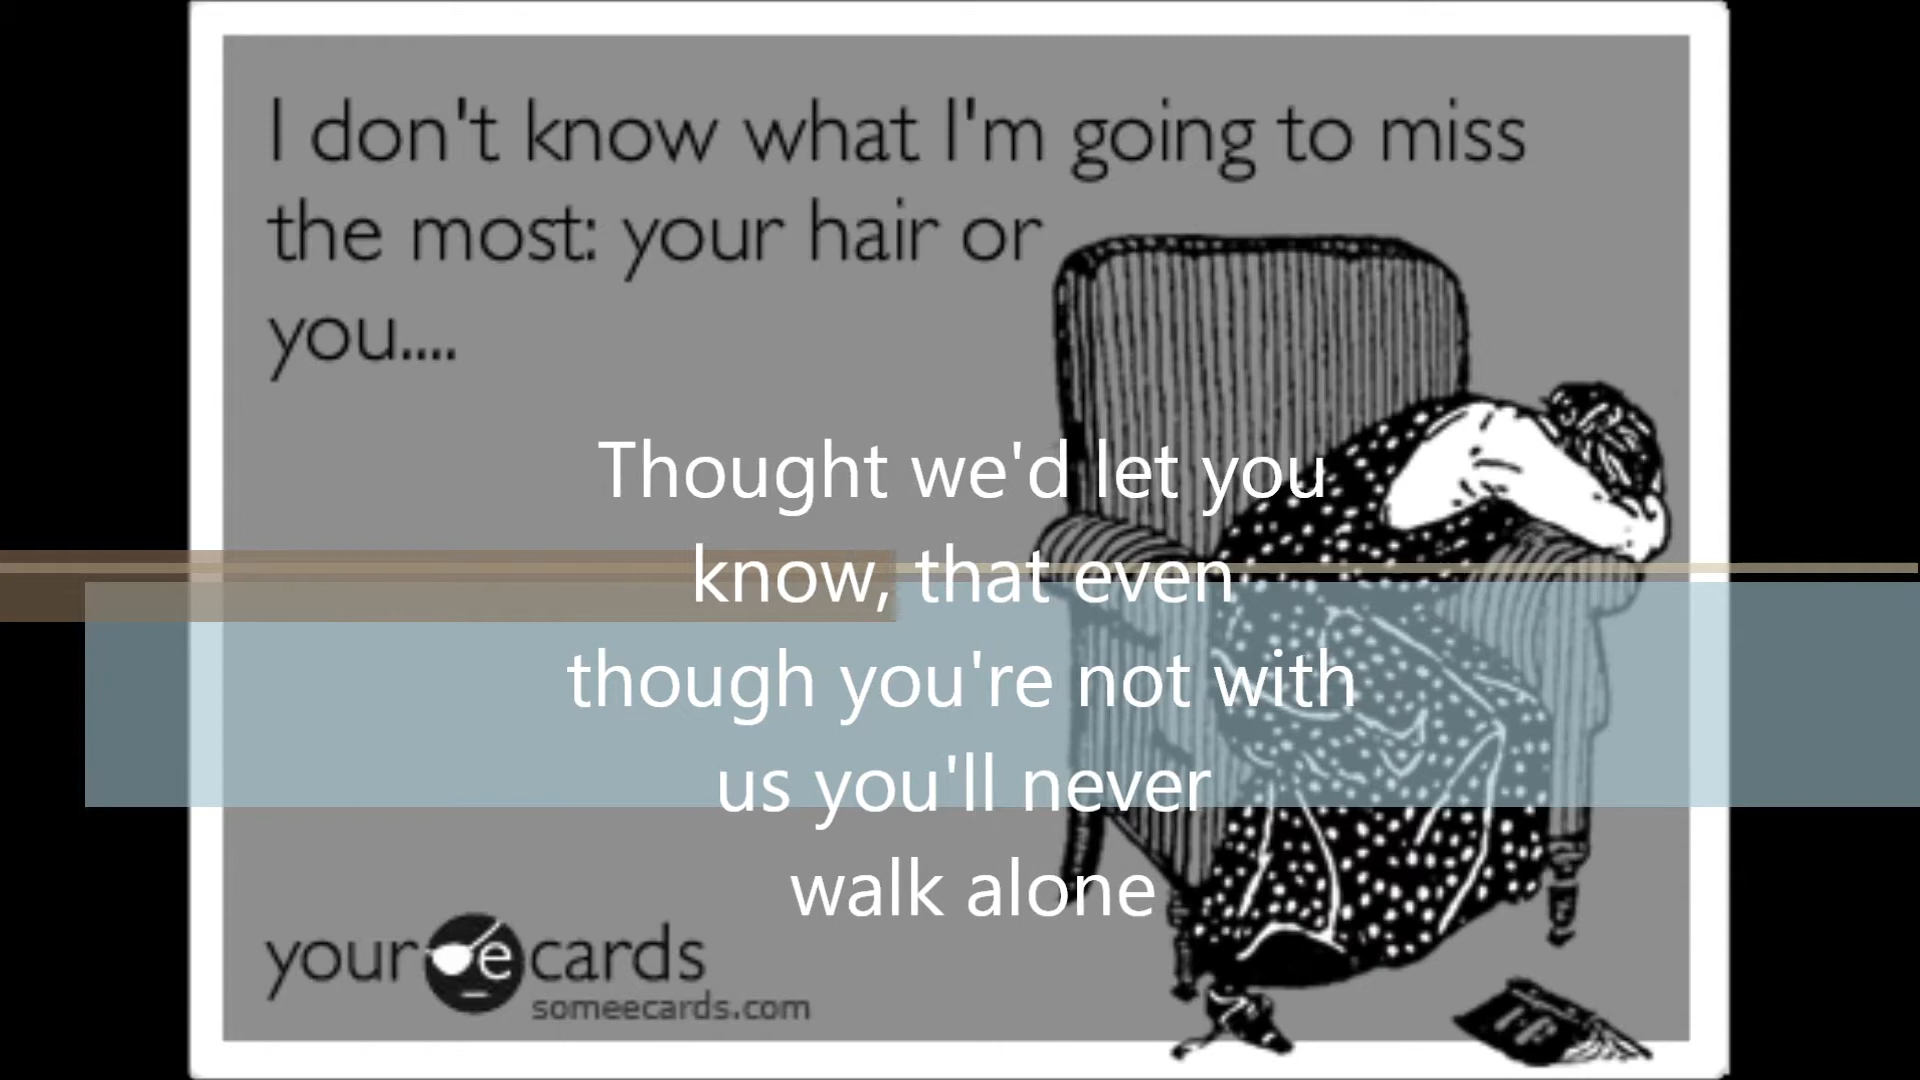 I don't know what I'm going to miss
the most: your hair or
you....
Thought we'd let you
know, that even
though you're not with
us you'll never
walk alone
your e cards
someecards.com